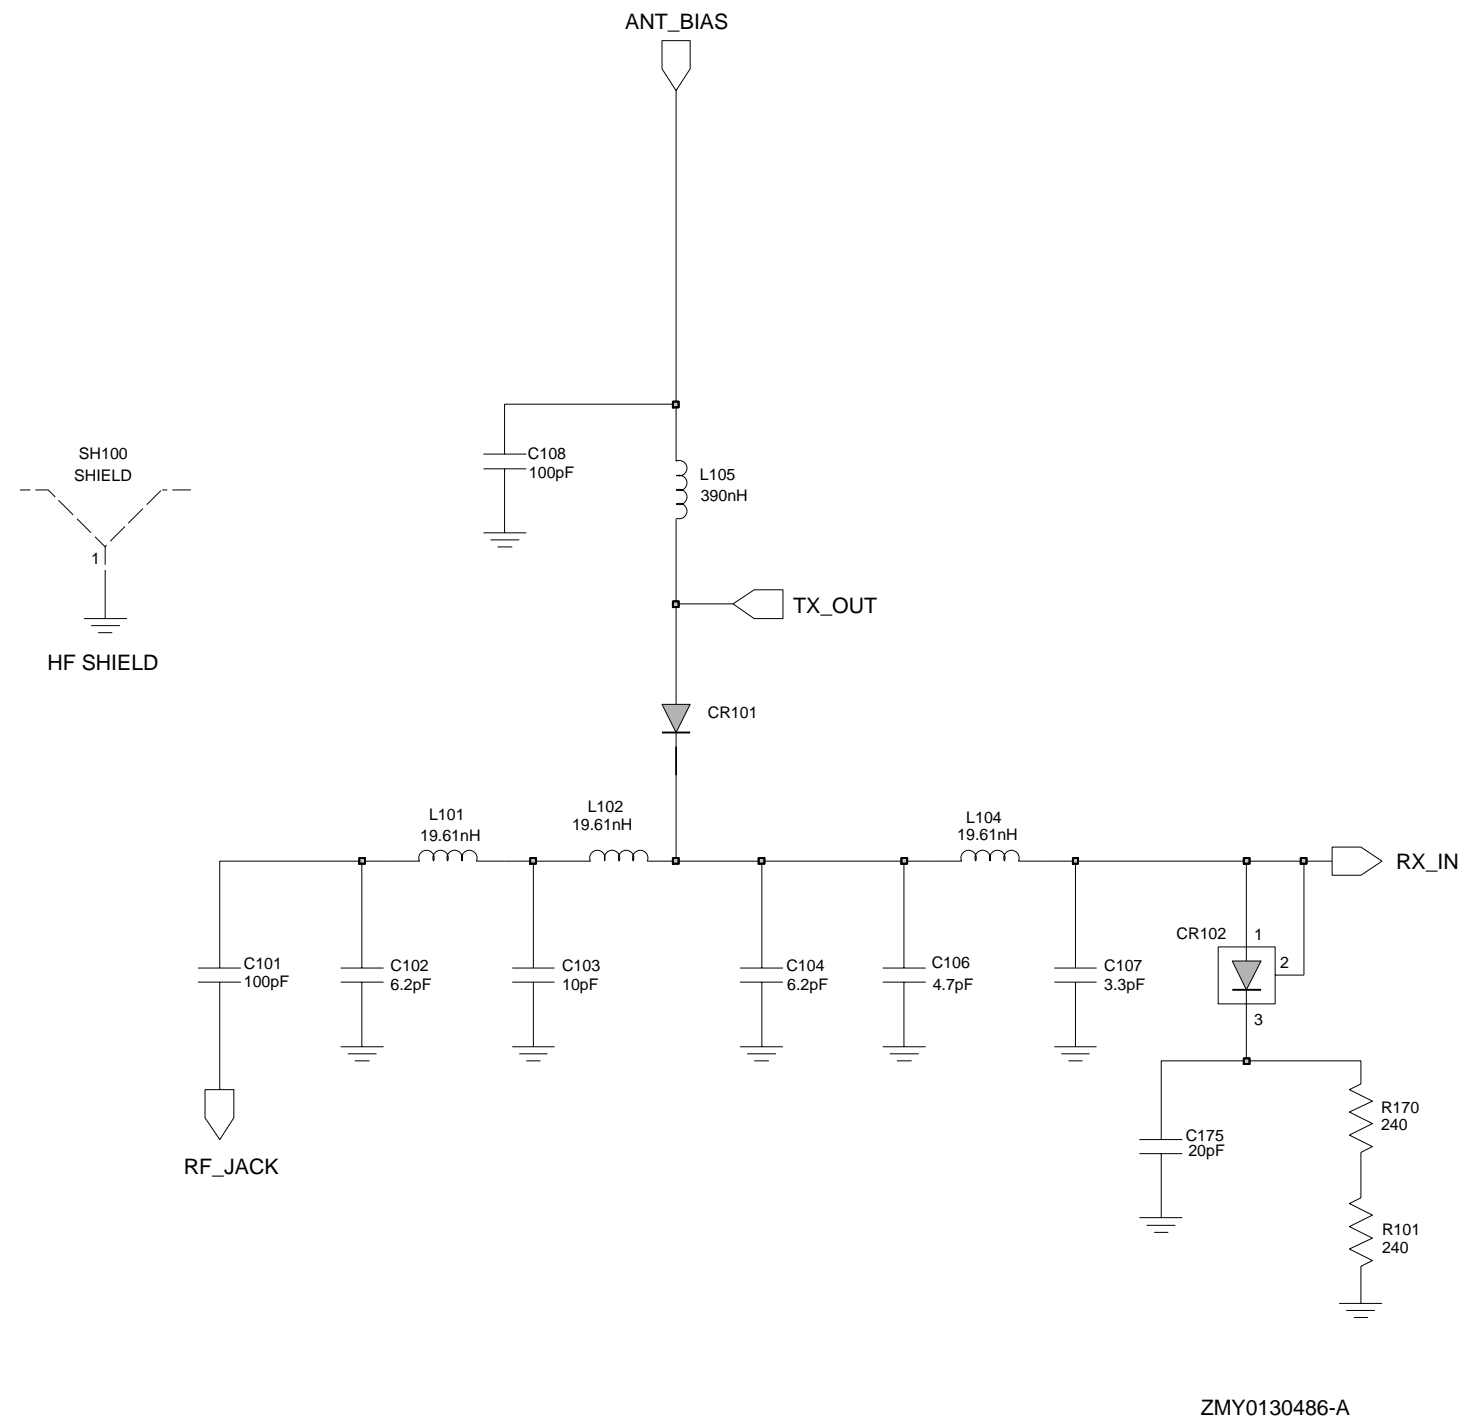 ANT_BIAS
SH100
SHIELD
1
HF SHIELD
C108
100pF
L105
390nH
TX_OUT
CR101
L101
19.61nH
L102
19.61nH
L104
19.61nH
RX_IN
C101
100pF
C102
6.2pF
C103
10pF
C104
6.2pF
C106
4.7pF
C107
3.3pF
CR102
1
2
3
RF_JACK
C175
20pF
R170
240
R101
240
ZMY0130486-A